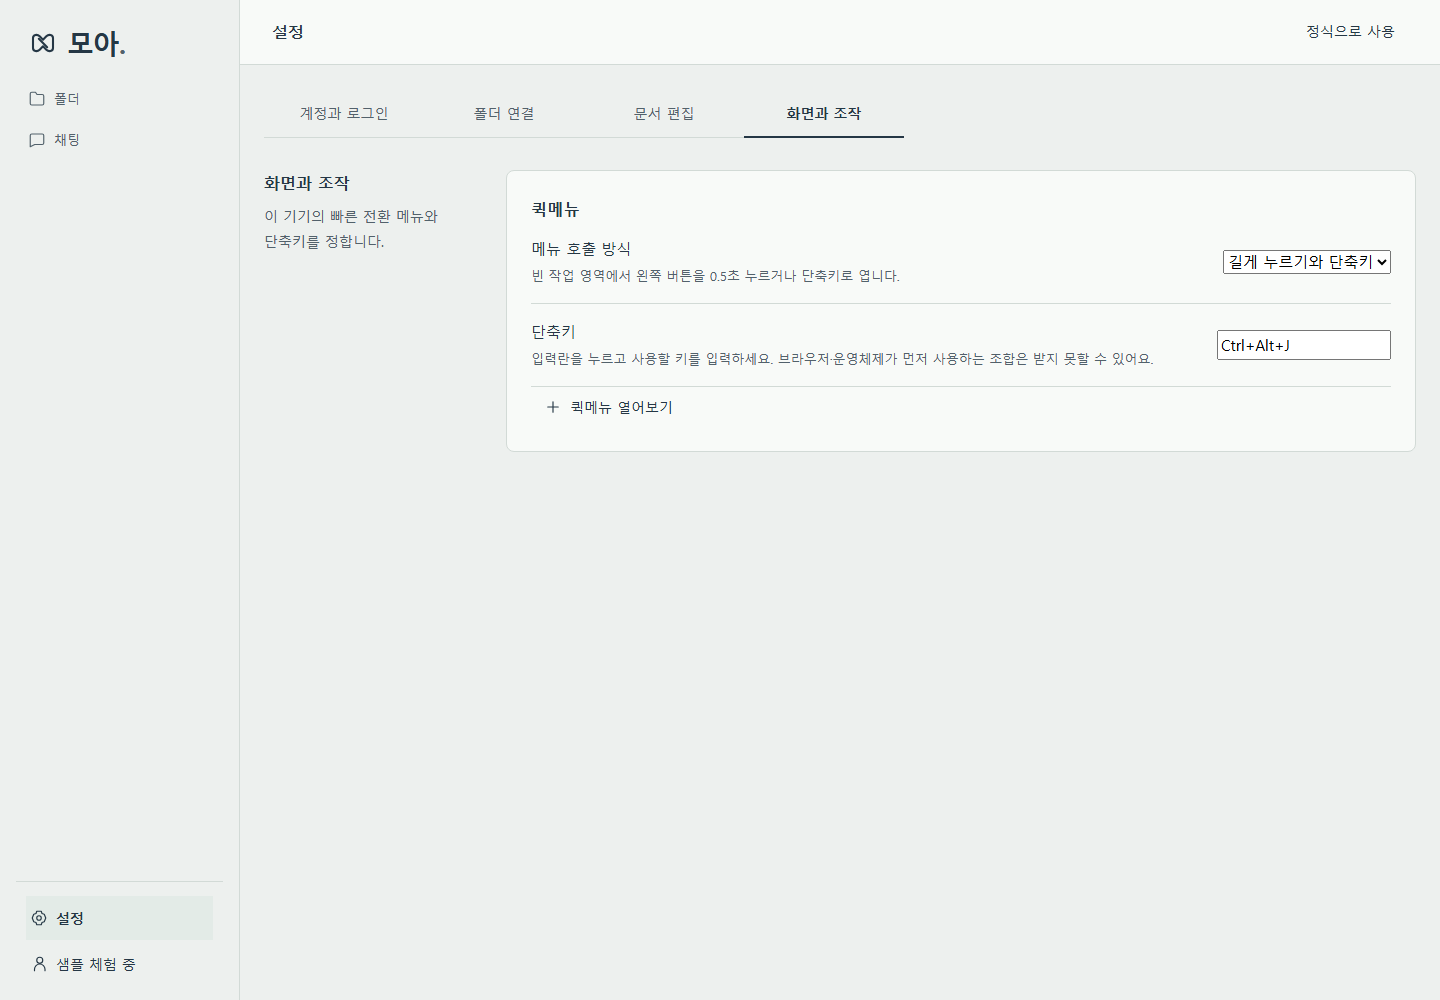 모아.
폴더
채팅
설정
샘플 체험 중
설정
정식으로 사용
계정과 로그인
폴더 연결
문서 편집
화면과 조작
화면과 조작
이 기기의 빠른 전환 메뉴와
단축키를 정합니다.
퀵메뉴
메뉴 호출 방식
빈 작업 영역에서 왼쪽 버튼을 0.5초 누르거나 단축키로 엽니다.
길게 누르기와 단축키
단축키
입력란을 누르고 사용할 키를 입력하세요. 브라우저·운영체제가 먼저 사용하는 조합은 받지 못할 수 있어요.
Ctrl+Alt+J
퀵메뉴 열어보기